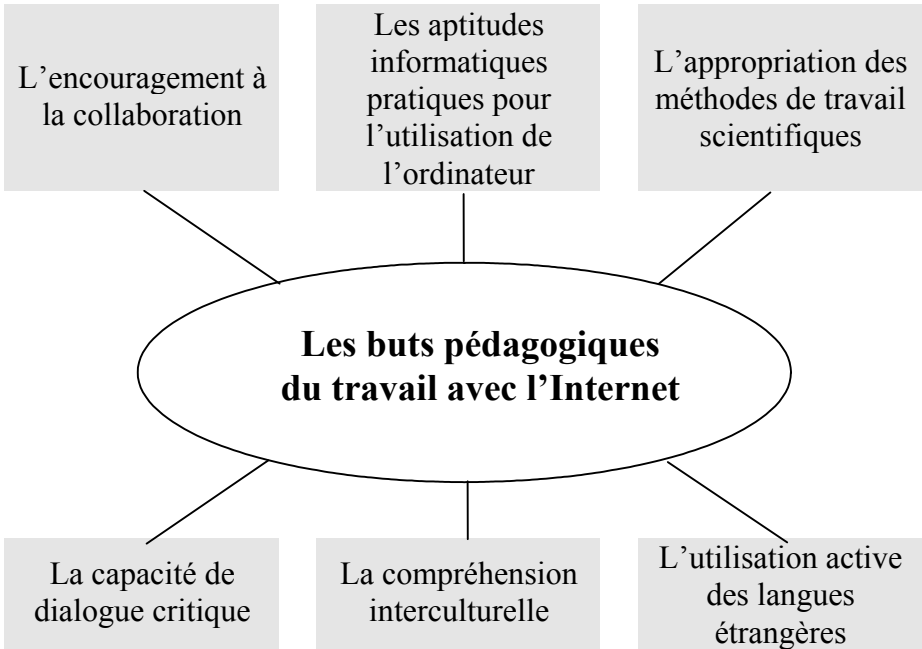 L’encouragement à
la collaboration
Les aptitudes
informatiques
pratiques pour
l’utilisation de
l’ordinateur
L’appropriation des
méthodes de travail
scientifiques
Les buts pédagogiques
du travail avec l’Internet
La capacité de
dialogue critique
La compréhension
interculturelle
L’utilisation active
des langues
étrangères